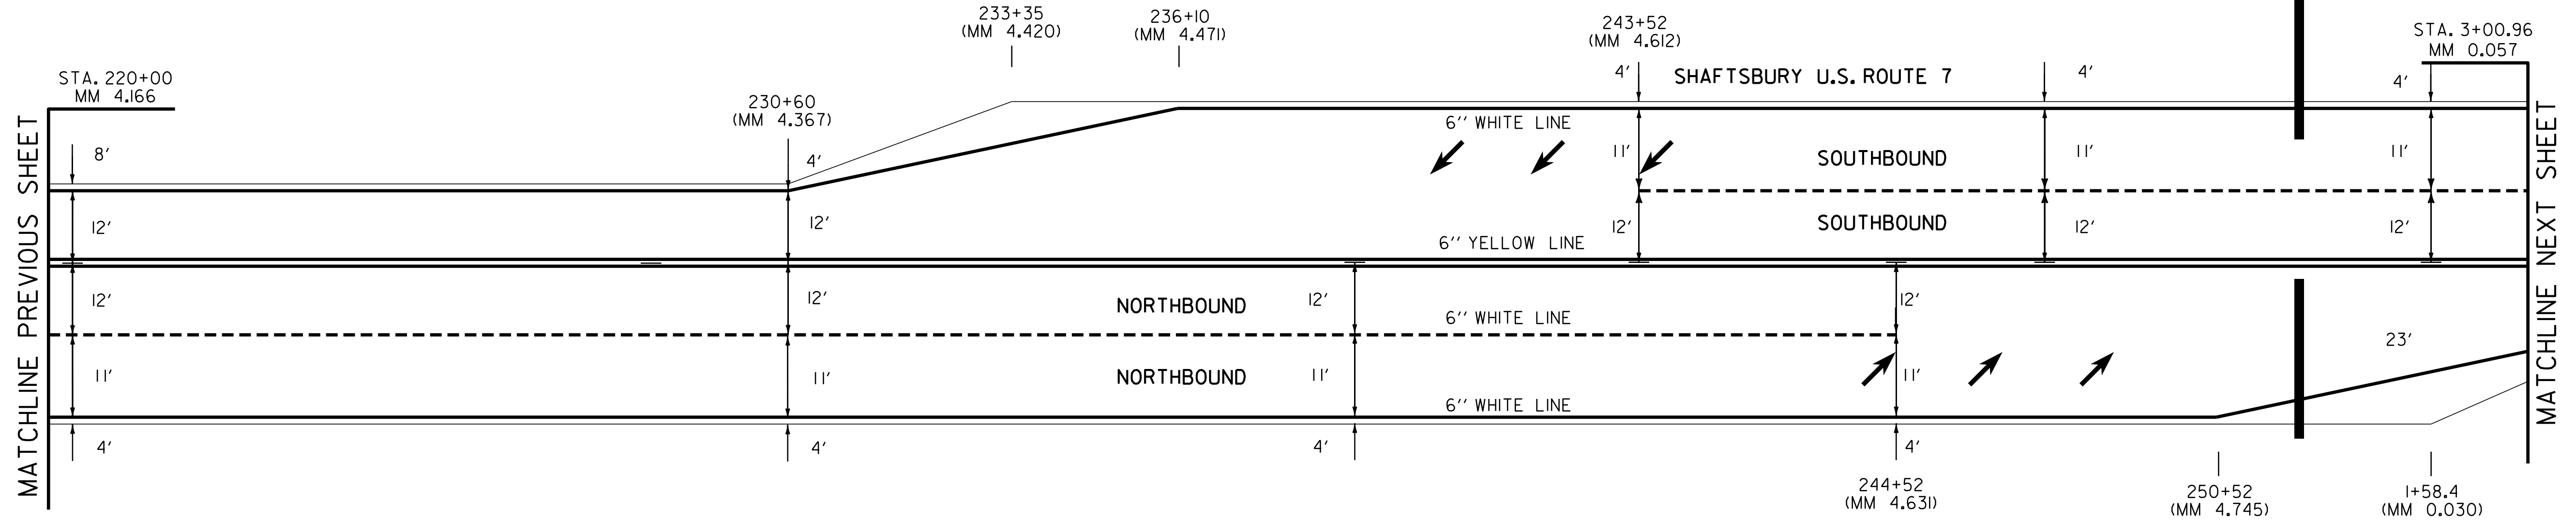 233+35
(MM 4.420)
236+10
(MM 4.471)
243+52
(MM 4.612)
STA. 3+00.96
MM 0.057
STA. 220+00
MM 4.166
230+60
(MM 4.367)
4'
SHAFTSBURY U.S. ROUTE 7
4'
4'
MATCHLINE PREVIOUS SHEET
MATCHLINE NEXT SHEET
8'
4'
6'' WHITE LINE
11'
SOUTHBOUND
11'
11'
12'
12'
6'' YELLOW LINE
12'
SOUTHBOUND
12'
12'
12'
12'
NORTHBOUND
12'
6'' WHITE LINE
12'
23'
11'
11'
NORTHBOUND
11'
6'' WHITE LINE
11'
4'
4'
4'
4'
244+52
(MM 4.631)
250+52
(MM 4.745)
1+58.4
(MM 0.030)